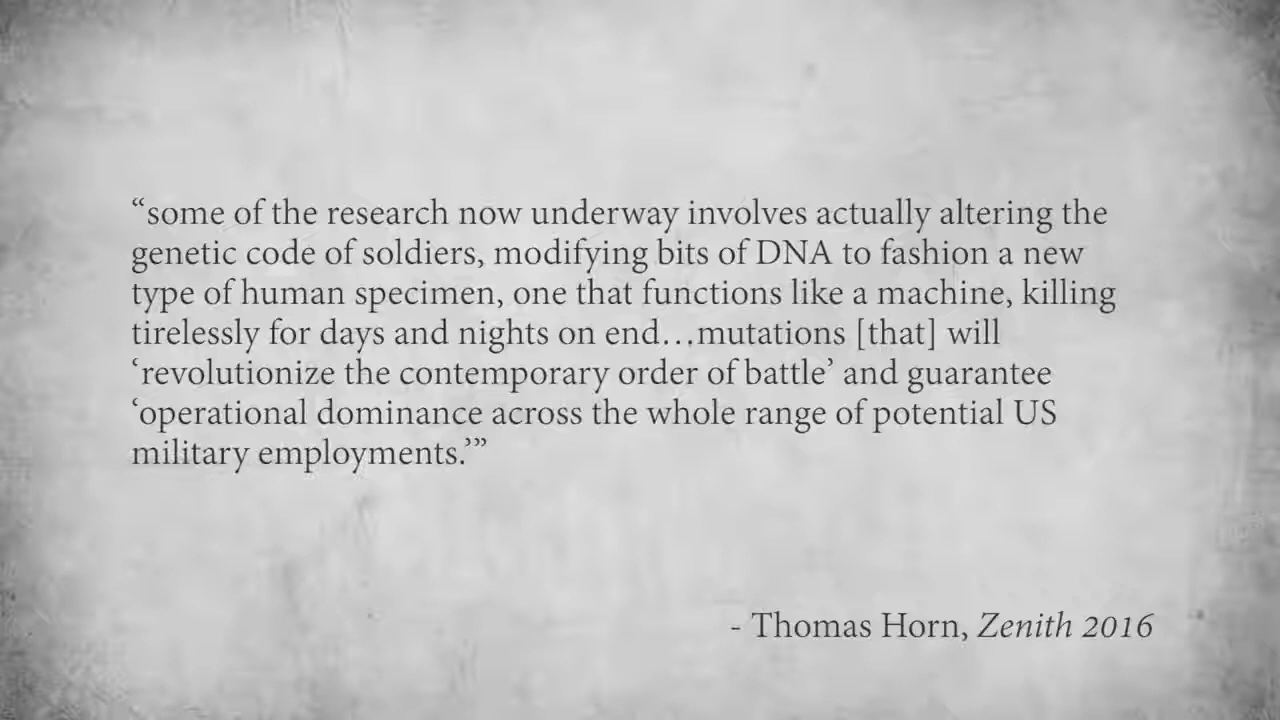 “some of the research now underway involves actually altering the
genetic code of soldiers, modifying bits of DNA to fashion a new
type of human specimen, one that functions like a machine, killing
tirelessly for days and nights on end…mutations [that] will
‘revolutionize the contemporary order of battle’ and guarantee
‘operational dominance across the whole range of potential US
military employments.’”
- Thomas Horn, Zenith 2016